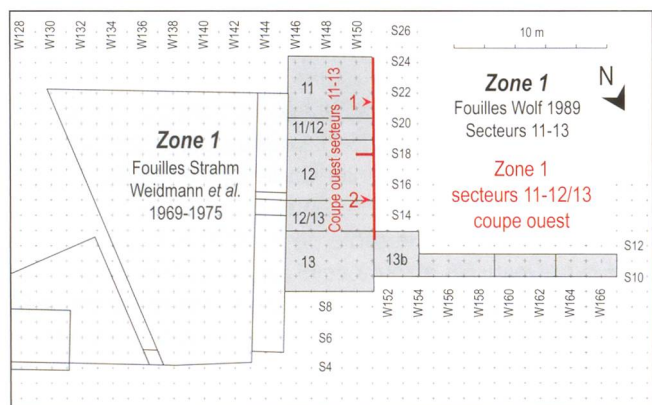 W128
W130
W132
W134
W136
W138
W140
W142
W144
W146
W148
W150
S26
S24
S22
S20
S18
S16
S14
10 m
N
Zone 1
Fouilles Wolf 1989
Secteurs 11-13
Zone 1
secteurs 11-12/13
coupe ouest
Zone 1
Fouilles Strahm
Weidmann et al.
1969-1975
11
11/12
12
12/13
13
13b
Coupe ouest secteurs 11-13
1
2
S12
S10
W152
W154
W156
W158
W160
W162
W164
W166
S8
S6
S4